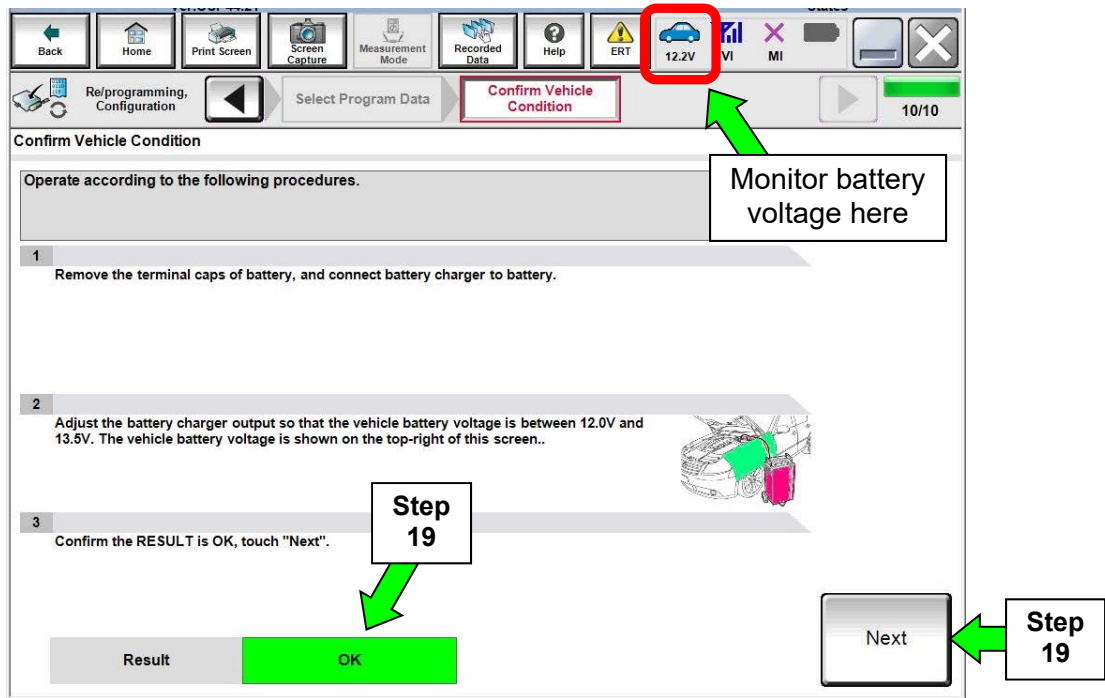 Back
Home
Print Screen
Screen
Capture
Measurement
Mode
Recorded
Data
Help
ERT
12.2V
VI
MI
Re/programming,
Configuration
Select Program Data
Confirm Vehicle
Condition
10/10
Confirm Vehicle Condition
Operate according to the following procedures.
Monitor battery
voltage here
1
Remove the terminal caps of battery, and connect battery charger to battery.
2
Adjust the battery charger output so that the vehicle battery voltage is between 12.0V and
13.5V. The vehicle battery voltage is shown on the top-right of this screen..
Step
19
3
Confirm the RESULT is OK, touch "Next".
Result
OK
Next
Step
19